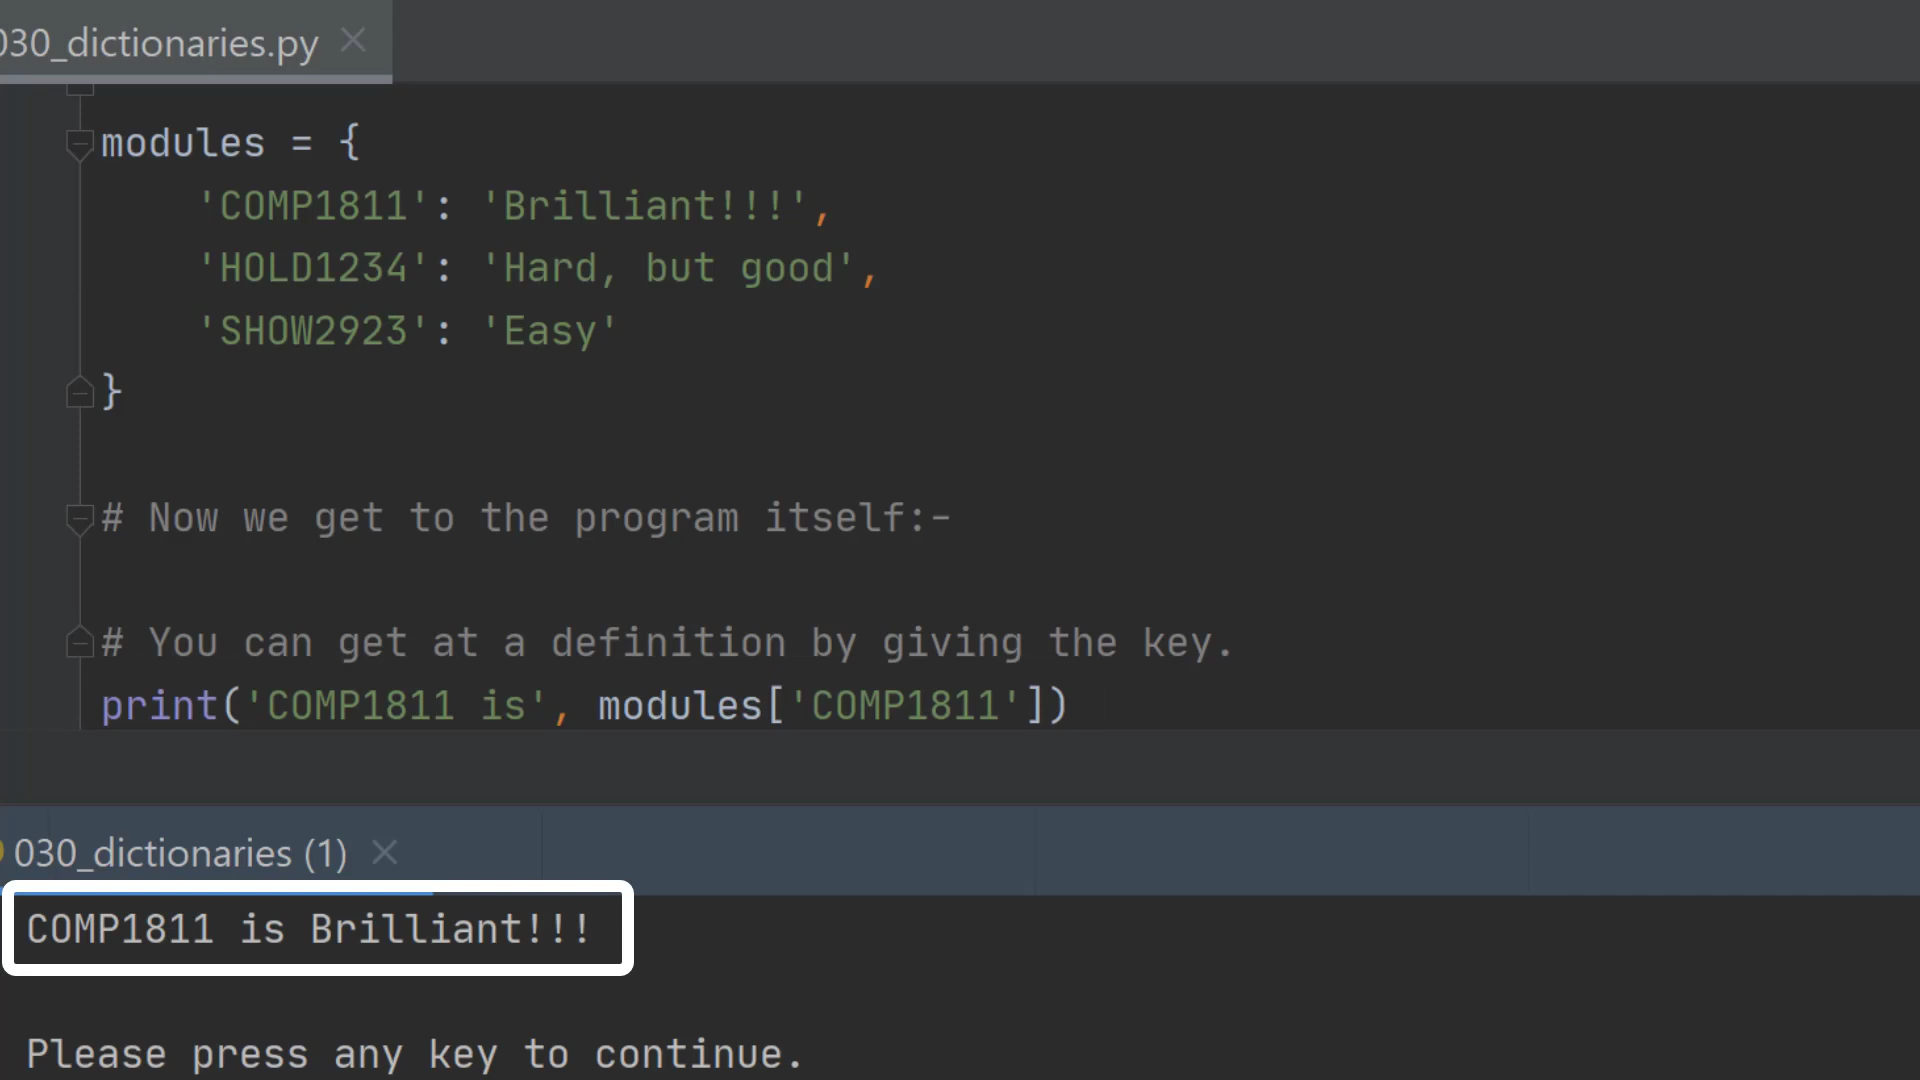 030_dictionaries.py
modules = {
'COMP1811': 'Brilliant!!!',
'HOLD1234': 'Hard, but good',
'SHOW2923': 'Easy'
}
# Now we get to the program itself:-
# You can get at a definition by giving the key.
print('COMP1811 is', modules['COMP1811'])
030_dictionaries (1)
COMP1811 is Brilliant!!!
Please press any key to continue.